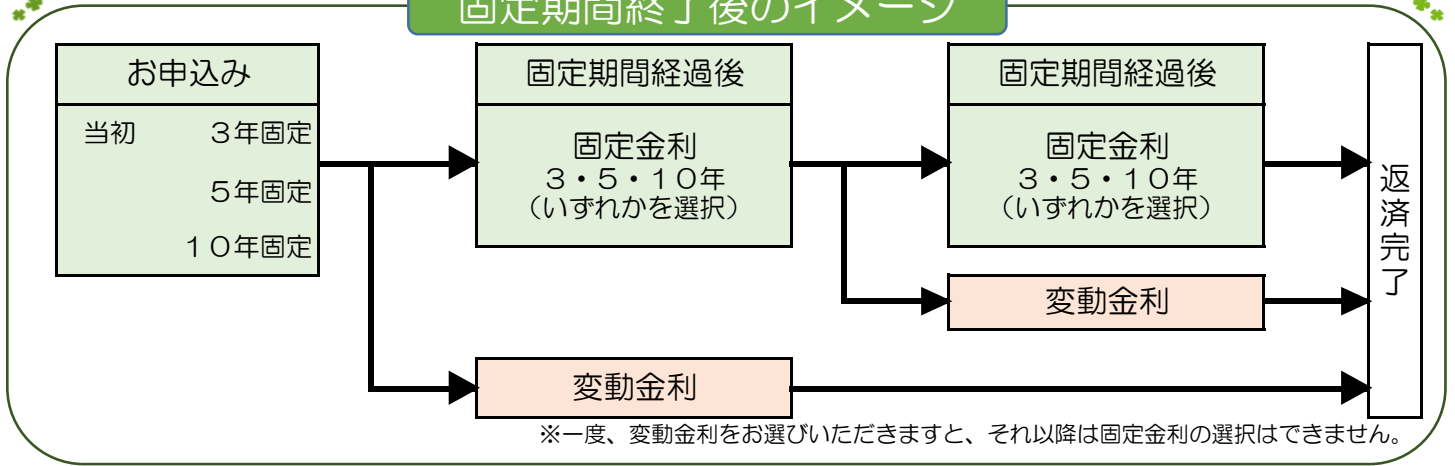 固定期間終了後のイメージ
お申込み
当初　３年固定
５年固定
１０年固定
固定期間経過後
固定金利
３・５・１０年
（いずれかを選択）
固定期間経過後
固定金利
３・５・１０年
（いずれかを選択）
変動金利
変動金利
返済完了
※一度、変動金利をお選びいただきますと、それ以降は固定金利の選択はできません。